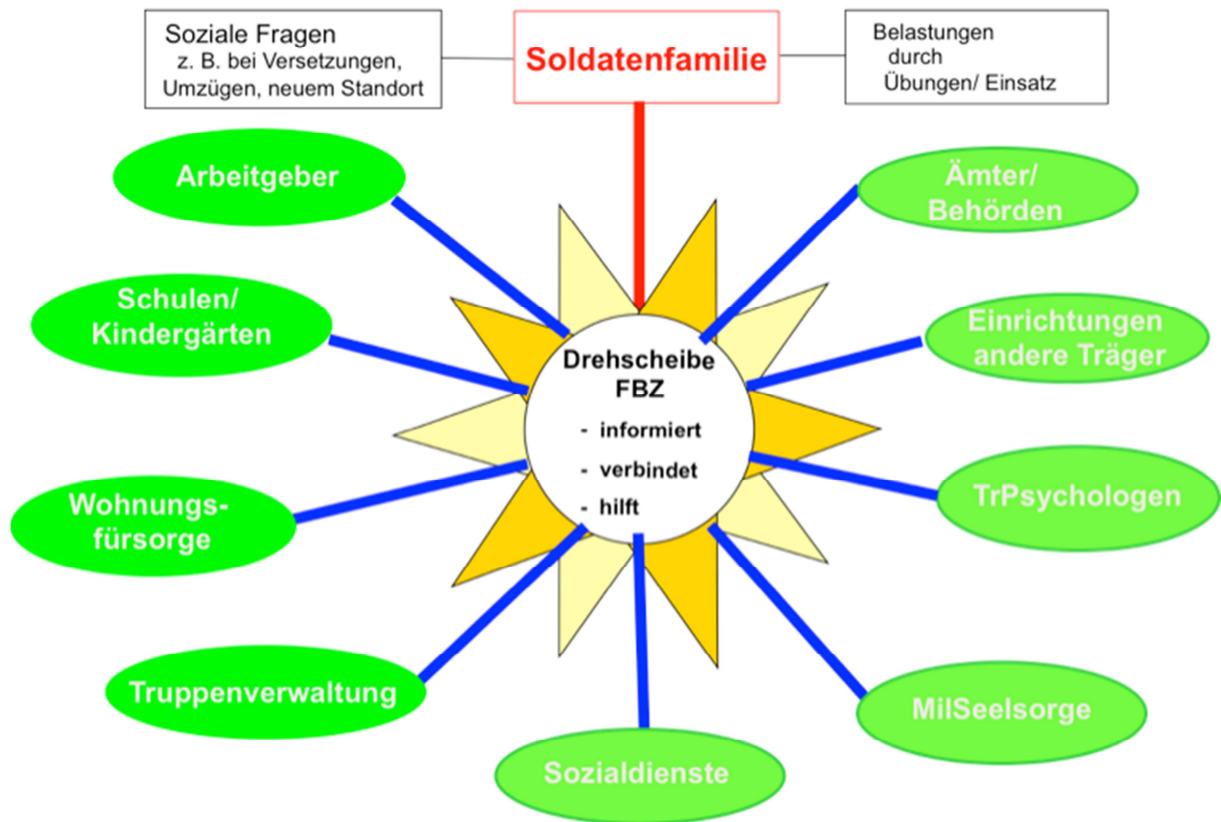 Soziale Fragen
z. B. bei Versetzungen,
Umzügen, neuem Standort
Soldatenfamilie
Belastungen
durch
Übungen/ Einsatz
Arbeitgeber
Ämter/
Behörden
Schulen/
Kindergärten
Einrichtungen
andere Träger
Drehscheibe
FBZ
- informiert
- verbindet
- hilft
Wohnungs-
fürsorge
TrPsychologen
Truppenverwaltung
MilSeelsorge
Sozialdienste